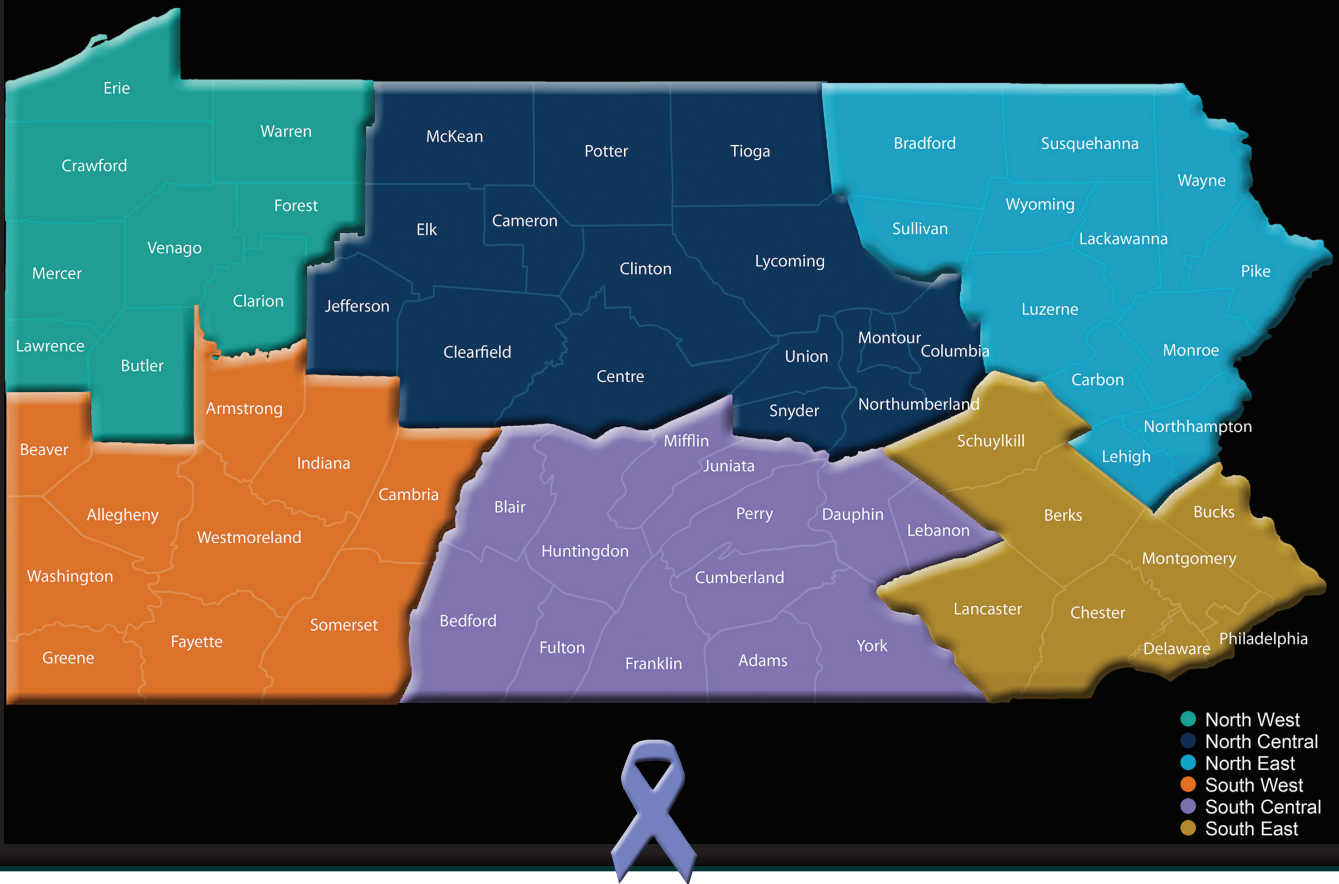 Erie
Warren
McKean
Potter
Tioga
Bradford
Susquehanna
Wayne
Crawford
Forest
Elk
Cameron
Sullivan
Wyoming
Lackawanna
Venago
Mercer
Clarion
Jefferson
Clinton
Lycoming
Pike
Luzerne
Lawrence
Butler
Clearfield
Centre
Union
Montour
Columbia
Monroe
Carbon
Armstrong
Snyder
Northumberland
Northhampton
Beaver
Indiana
Mifflin
Schuylkill
Lehigh
Juniata
Cambria
Allegheny
Blair
Perry
Dauphin
Lebanon
Berks
Bucks
Westmoreland
Huntingdon
Montgomery
Washington
Cumberland
Lancaster
Chester
Somerset
Bedford
Fayette
Greene
Fulton
Franklin
Adams
York
Delaware
Philadelphia
North West
North Central
North East
South West
South Central
South East